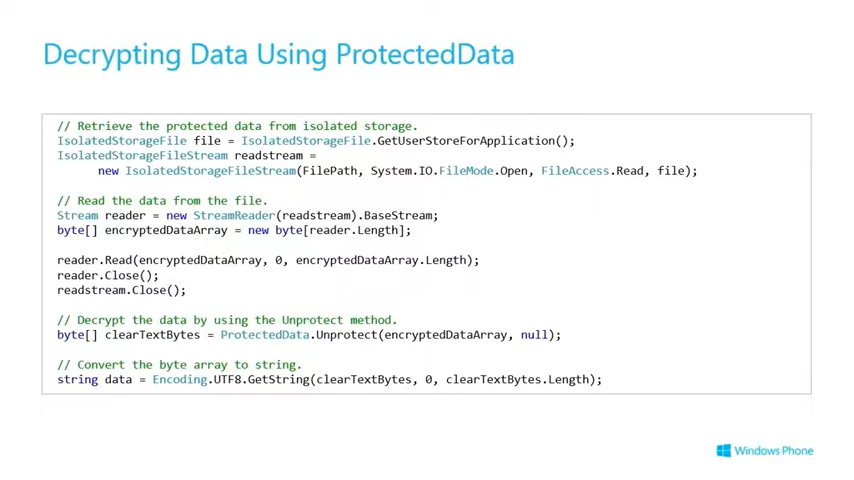 Decrypting Data Using ProtectedData
// Retrieve the protected data from isolated storage.
IsolatedStorageFile file = IsolatedStorageFile.GetUserStoreForApplication();
IsolatedStorageFileStream readstream =
new IsolatedStorageFileStream(FilePath, System.IO.FileMode.Open, FileAccess.Read, file);
// Read the data from the file.
Stream reader = new StreamReader(readstream).BaseStream;
byte[] encryptedDataArray = new byte[reader.Length];
reader.Read(encryptedDataArray, 0, encryptedDataArray.Length);
reader.Close();
readstream.Close();
// Decrypt the data by using the Unprotect method.
byte[] clearTextBytes = ProtectedData.Unprotect(encryptedDataArray, null);
// Convert the byte array to string.
string data = Encoding.UTF8.GetString(clearTextBytes, 0, clearTextBytes.Length);
Windows Phone